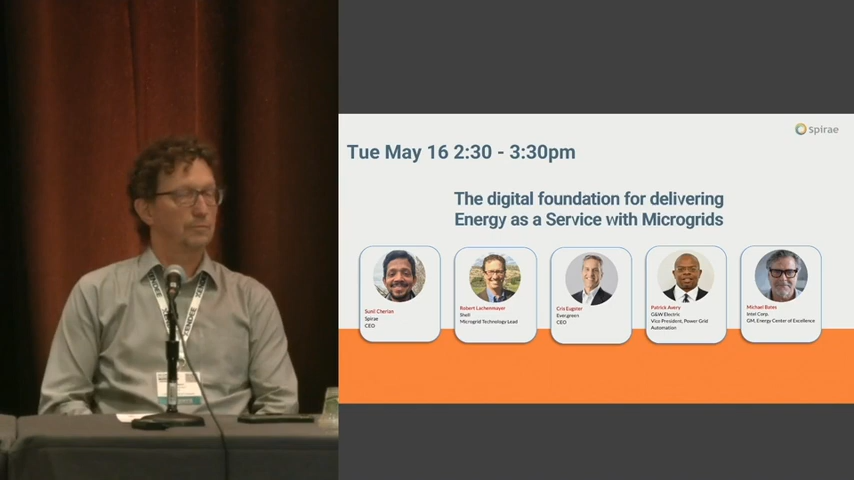 spirae
Tue May 16 2:30 - 3:30pm
The digital foundation for delivering
Energy as a Service with Microgrids
Sunil Cherian
Spirae
CEO
Robert Lachenmayer
Shell
Microgrid Technology Lead
Cris Eugster
Evergreen
CEO
Patrick Avery
G&W Electric
Vice President, Power Grid
Automation
Michael Bates
Intel Corp.
GM, Energy Center of Excellence